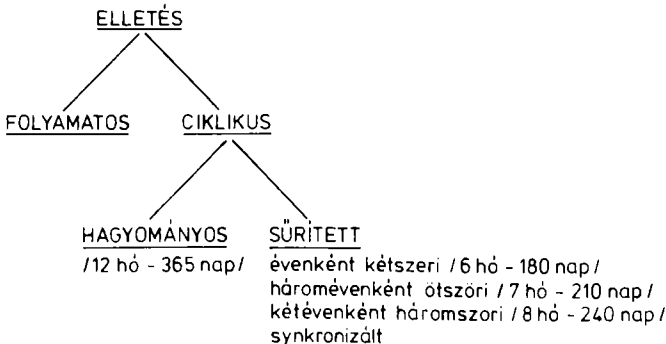 ELLETÉS
FOLYAMATOS CIKLIKUS
HAGYOMÁNYOS SŰRÍTETT
/12 hó - 365 nap/ évenként kétszeri /6 hó - 180 nap/
háromévenként ötszöri /7 hó - 210 nap/
kétévenként háromszori /8 hó - 240 nap/
synkronizált